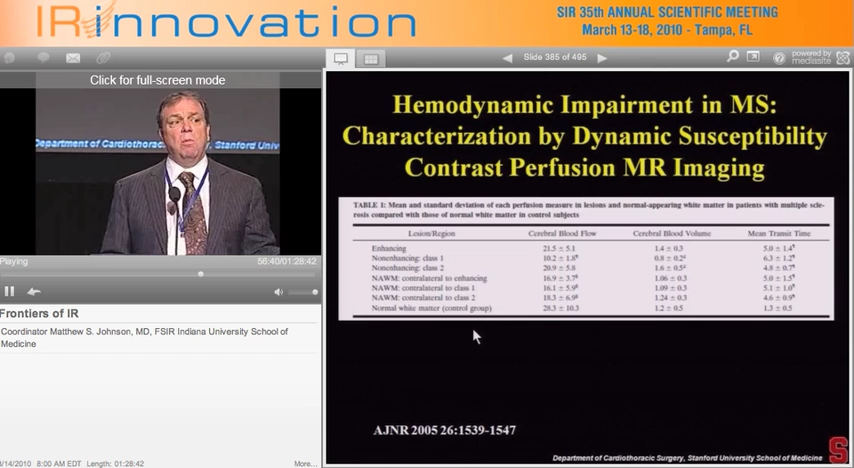 IRinnovation
SIR 35th ANNUAL SCIENTIFIC MEETING
March 13-18, 2010 - Tampa, FL
Slide 385 of 495
powered by
mediasite
Click for full-screen mode
Department of Cardiothorac Stanford Univ
Playing
56:40/01:28:42
Frontiers of IR
Coordinator Matthew S. Johnson, MD, FSIR Indiana University School of
Medicine
/14/2010 8:00 AM EDT Length: 01:28:42 More...
Hemodynamic Impairment in MS:
Characterization by Dynamic Susceptibility
Contrast Perfusion MR Imaging
TABLE 1: Mean and standard deviation of each perfusion measure in lesions and normal-appearing white matter in patients with multiple scle-
rosis compared with those of normal white matter in control subjects
Lesion/Region Cerebral Blood Flow Cerebral Blood Volume Mean Transit Time
Enhancing 21.5 ± 5.1 1.4 ± 0.3 5.0 ± 1.4¶
Nonenhancing: class 1 10.2 ± 1.8¶ 0.8 ± 0.2 6.3 ± 1.2¶
Nonenhancing: class 2 20.9 ± 5.8 1.6 ± 0.5 4.8 ± 0.7¶
NAWM: contralateral to enhancing 16.9 ± 3.7 1.06 ± 0.3 5.0 ± 1.5¶
NAWM: contralateral to class 1 16.1 ± 5.9 1.09 ± 0.3 5.1 ± 1.0¶
NAWM: contralateral to class 2 18.3 ± 6.9 1.24 ± 0.3 4.6 ± 0.9¶
Normal white matter (control group) 28.3 ± 10.3 1.2 ± 0.5 1.3 ± 0.5
AJNR 2005 26:1539-1547
Department of Cardiothoracic Surgery, Stanford University School of Medicine
S